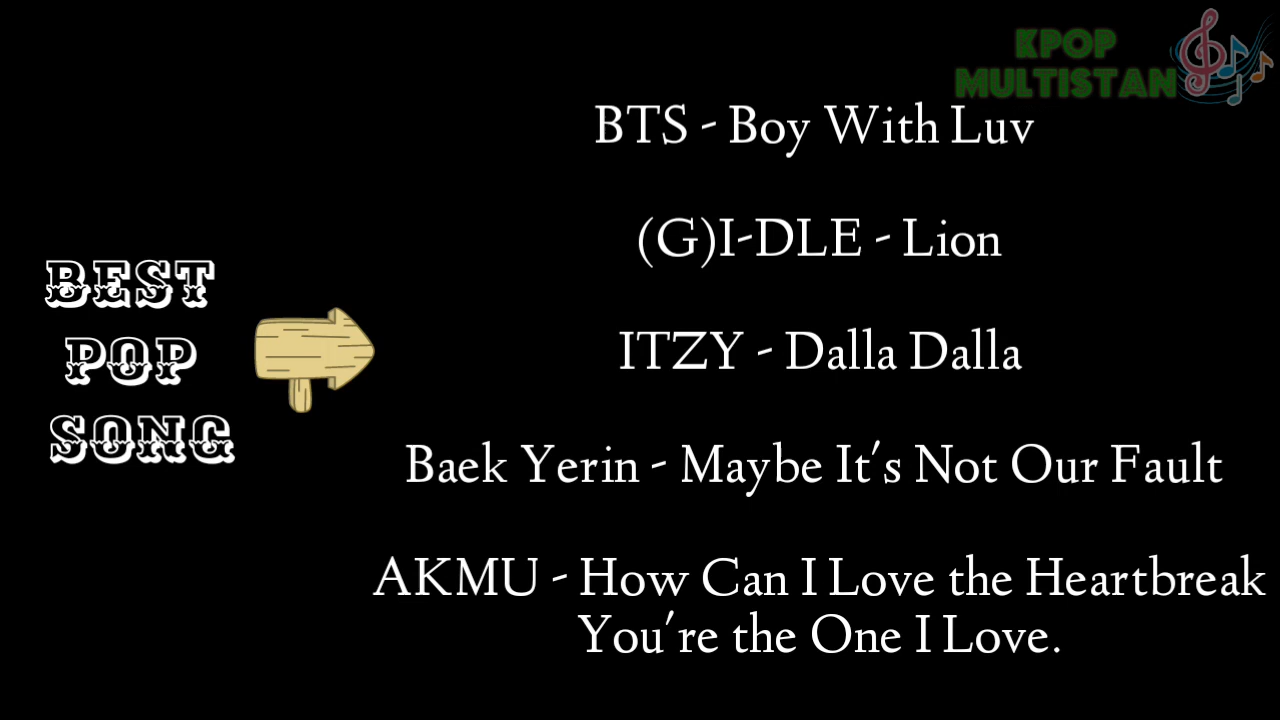 KPOP
MULTISTAN
BTS - Boy With Luv
(G)I-DLE - Lion
BEST
POP
SONG
ITZY - Dalla Dalla
Baek Yerin - Maybe It's Not Our Fault
AKMU - How Can I Love the Heartbreak
You're the One I Love.